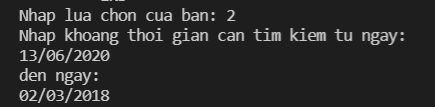 Nhap lua chon cua ban: 2
Nhap khoang thoi gian can tim kiem tu ngay:
13/06/2020
den ngay:
02/03/2018